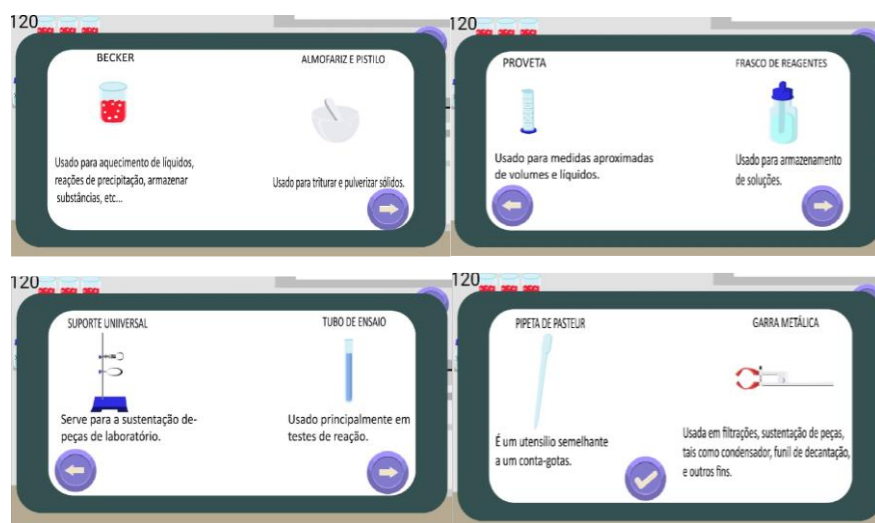 120
BECKER
Usado para aquecimento de líquidos,
reações de precipitação, armazenar
substâncias, etc...
ALMOFARIZ E PISTILO
Usado para triturar e pulverizar sólidos.
120
PROVETA
Usado para medidas aproximadas
de volumes e líquidos.
FRASCO DE REAGENTES
Usado para armazenamento
de soluções.
120
SUPORTE UNIIVERSAL
Serve para a sustentação de-
peças de laboratório.
TUBO DE ENSAIO
Usado principalmente em
testes de reação.
120
PIPETA DE PASTEUR
É um utensílio semelhante
a um conta-gotas.
GARRA METÁLICA
Usada em filtrações, sustentação de peças,
tais como condensador, funil de decantação,
e outros fins.